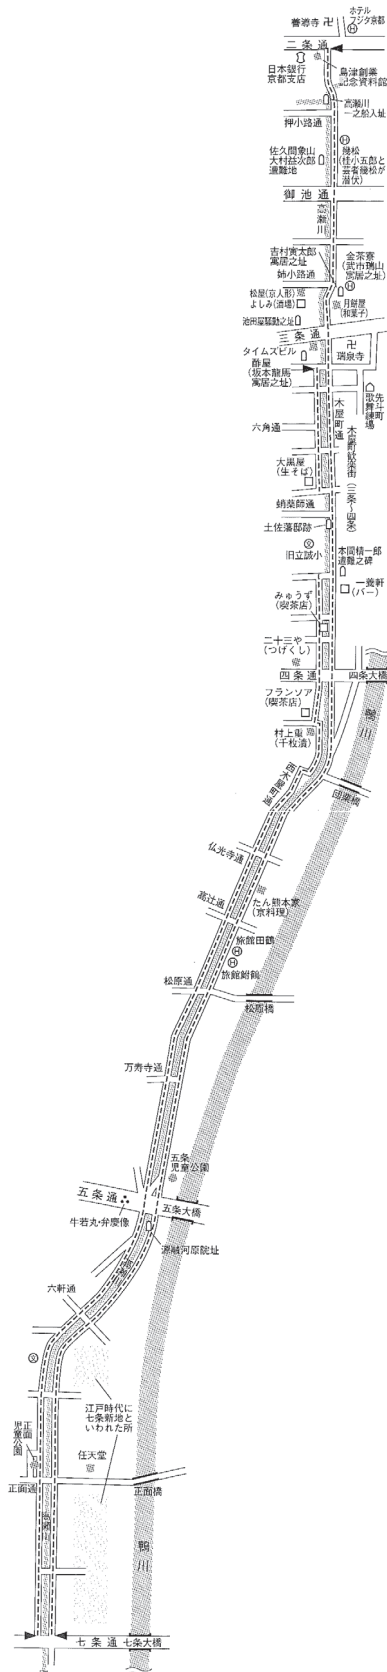 ホテル
フジタ京都
善導寺
二条通
日本銀行
京都支店
島津創業
記念資料館
高瀬川
一之船入址
押小路通
佐久間象山
大村益次郎
遭難地
幾松
(桂小五郎と
芸者幾松が
潜伏)
御池通
高瀬川
吉村寅太郎
寓居之址
金茶寮
(武市瑞山
寓居之址)
姉小路通
松屋(京人形)
よしみ(酒場)
月餅屋
(和菓子)
池田屋騒動之址
三条通
瑞泉寺
タイムズビル
酢屋
(坂本龍馬
寓居之址)
先斗町
歌舞練場
木屋町通
木屋町歓楽街(三条〜四条)
六角通
大黒屋
(生そば)
蛸薬師通
土佐藩邸跡
旧立誠小
本間精一郎
遭難之碑
一養軒
(バー)
みゅうず
(喫茶店)
二十三や
(つげくし)
四条通
四条大橋
フランソア
(喫茶店)
鴨川
村上重
(千枚漬)
西木屋町通
団栗橋
仏光寺通
高辻通
たん熊本家
(京料理)
旅館田鶴
旅館鮒鶴
松原通
松原橋
万寿寺通
五条
児童公園
五条通
五条大橋
牛若丸・弁慶像
源融河原院址
六軒通
江戸時代に
七条新地と
いわれた所
正面
児童公園
任天堂
正面通
正面橋
高瀬川
鴨川
七条通
七条大橋